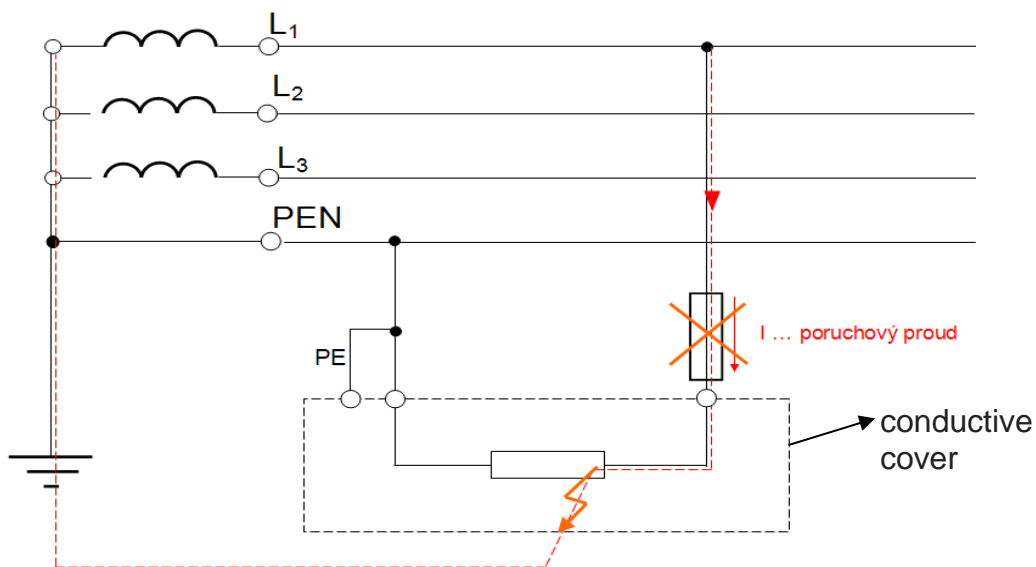 L1
L2
L3
PEN
PE
I ... poruchový proud
conductive
cover